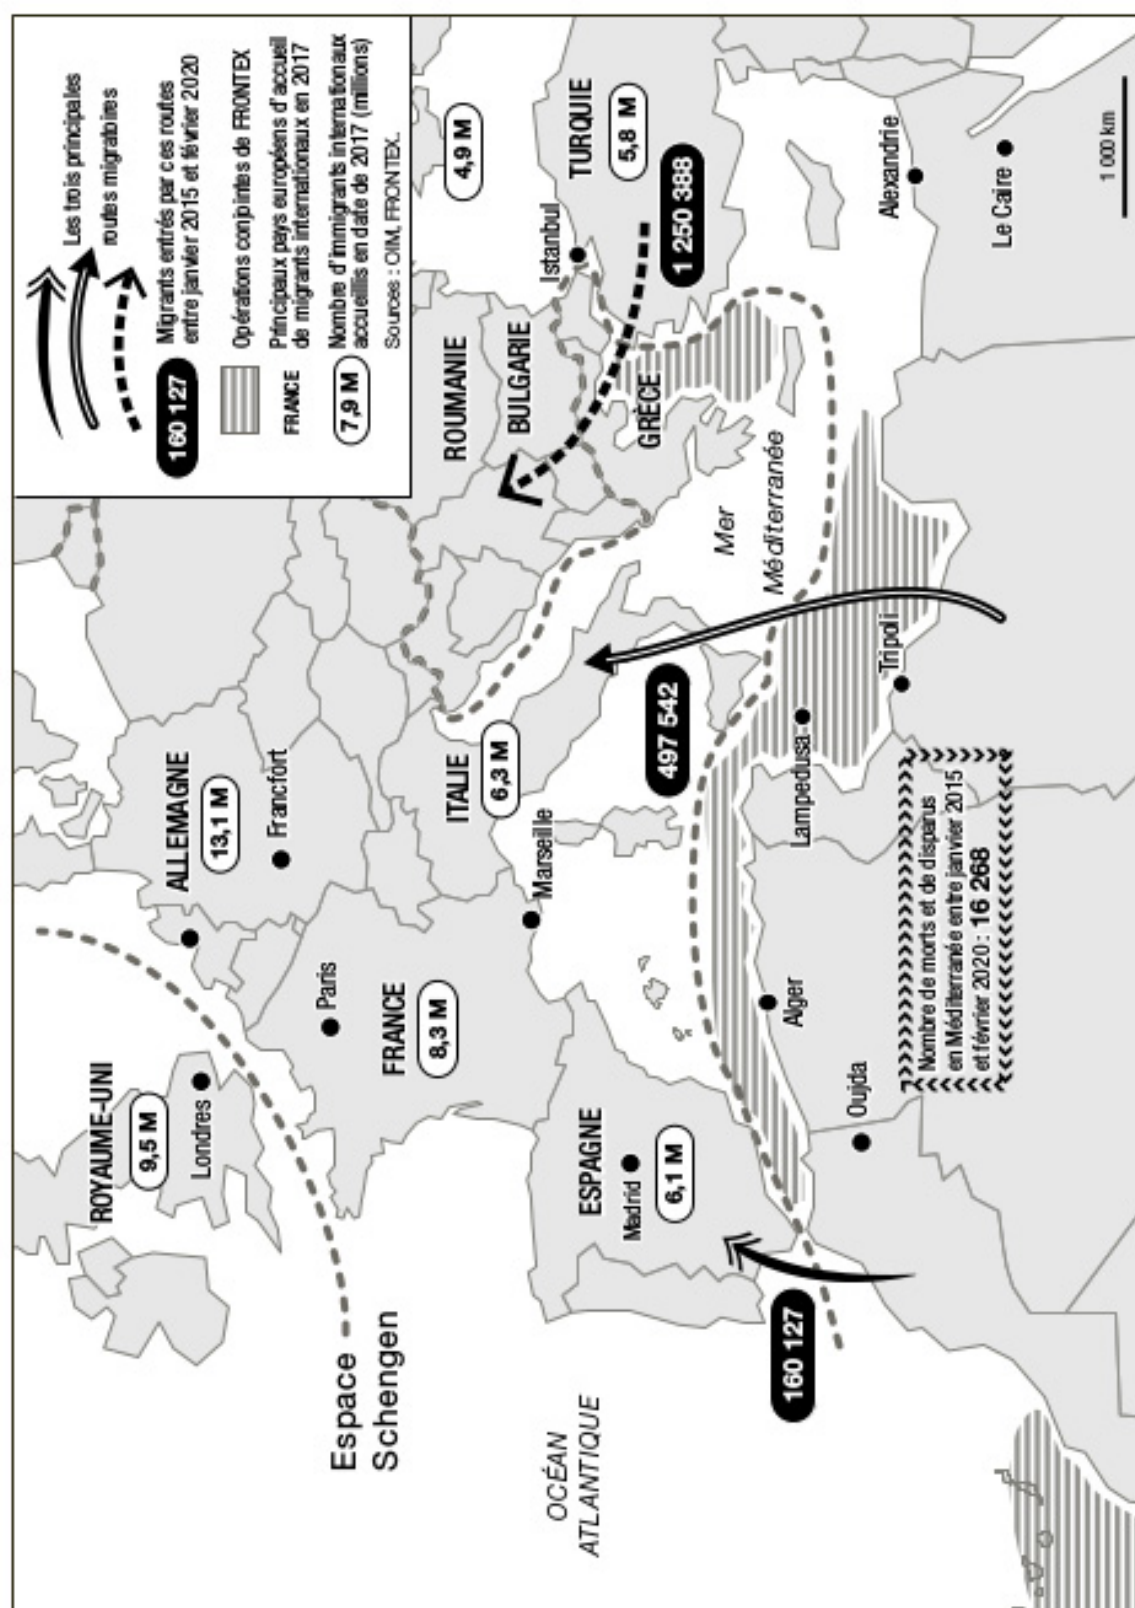 Les trois principales
routes migratoires
160 127
Migrants entrés par ces routes
entre janvier 2015 et février 2020
Opérations conjointes de FRONTEX
FRANCE
Principaux pays européens d'accueil
de migrants internationaux en 2017
7,9 M
Nombre d'immigrants internationaux
accueillis en date de 2017 (millions)
Sources : OIM, FRONTEX.
ROYAUME-UNI
9,5 M
Londres
ALLEMAGNE
13,1 M
Francfort
Espace
Schengen
Paris
FRANCE
8,3 M
ITALIE
6,3 M
Marseille
ROUMANIE
BULGARIE
4,9 M
Istanbul
TURQUIE
5,8 M
1 250 388
GRÈCE
OCÉAN
ATLANTIQUE
ESPAGNE
Madrid
6,1 M
497 542
Mer
Méditerranée
160 127
Alger
Oujda
Lampedusa
Tripoli
Alexandrie
Le Caire
Nombre de morts et de disparus
en Méditerranée entre janvier 2015
et février 2020 : 16 268
1 000 km